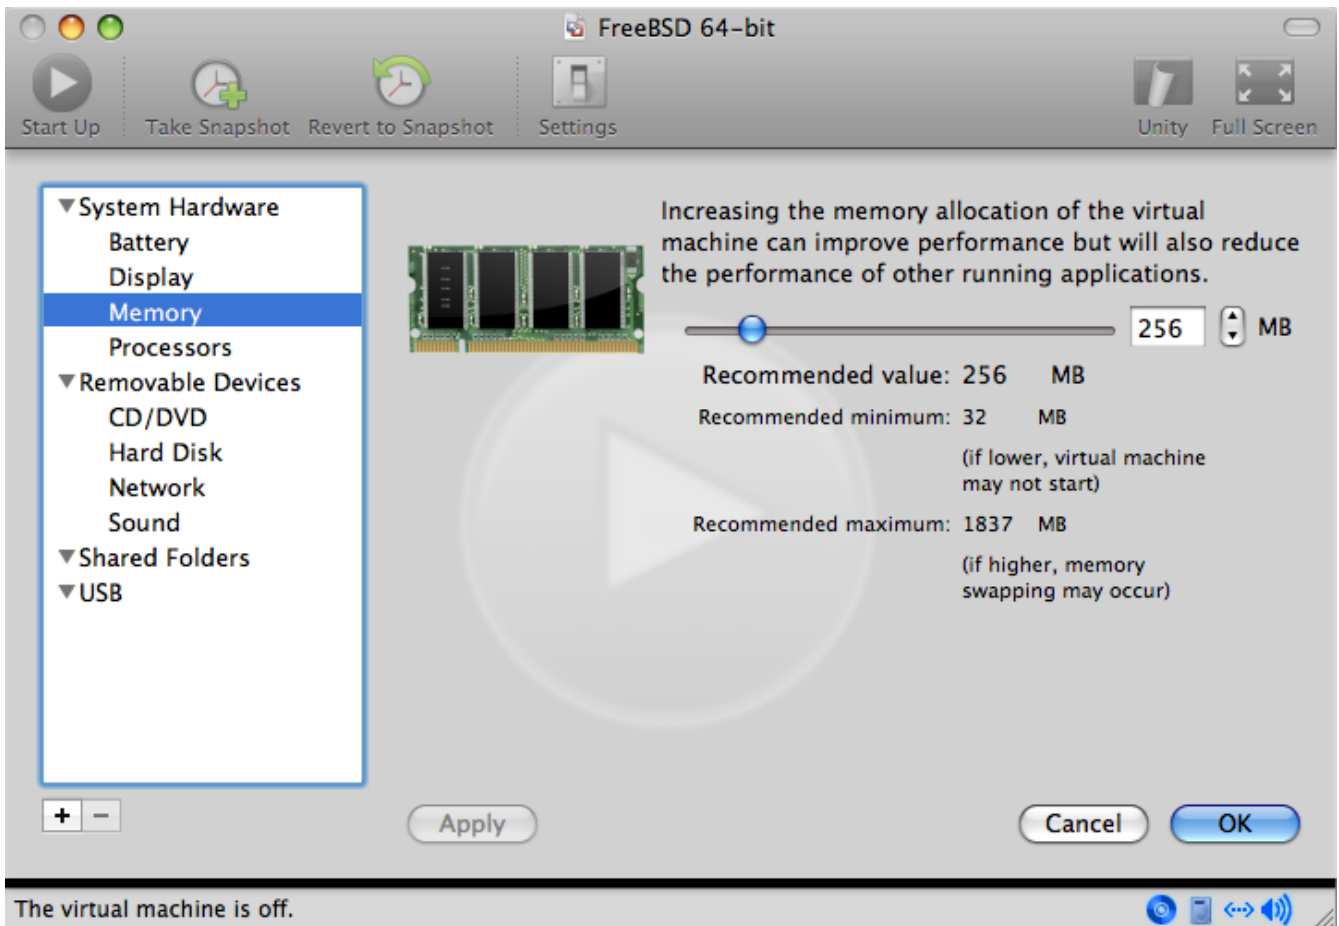 FreeBSD 64-bit
Start Up
Take Snapshot
Revert to Snapshot
Settings
Unity
Full Screen
System Hardware
Battery
Display
Memory
Processors
Removable Devices
CD/DVD
Hard Disk
Network
Sound
Shared Folders
USB
Increasing the memory allocation of the virtual
machine can improve performance but will also reduce
the performance of other running applications.
256 MB
Recommended value: 256 MB
Recommended minimum: 32 MB
(if lower, virtual machine
may not start)
Recommended maximum: 1837 MB
(if higher, memory
swapping may occur)
+ −
Apply
Cancel
OK
The virtual machine is off.